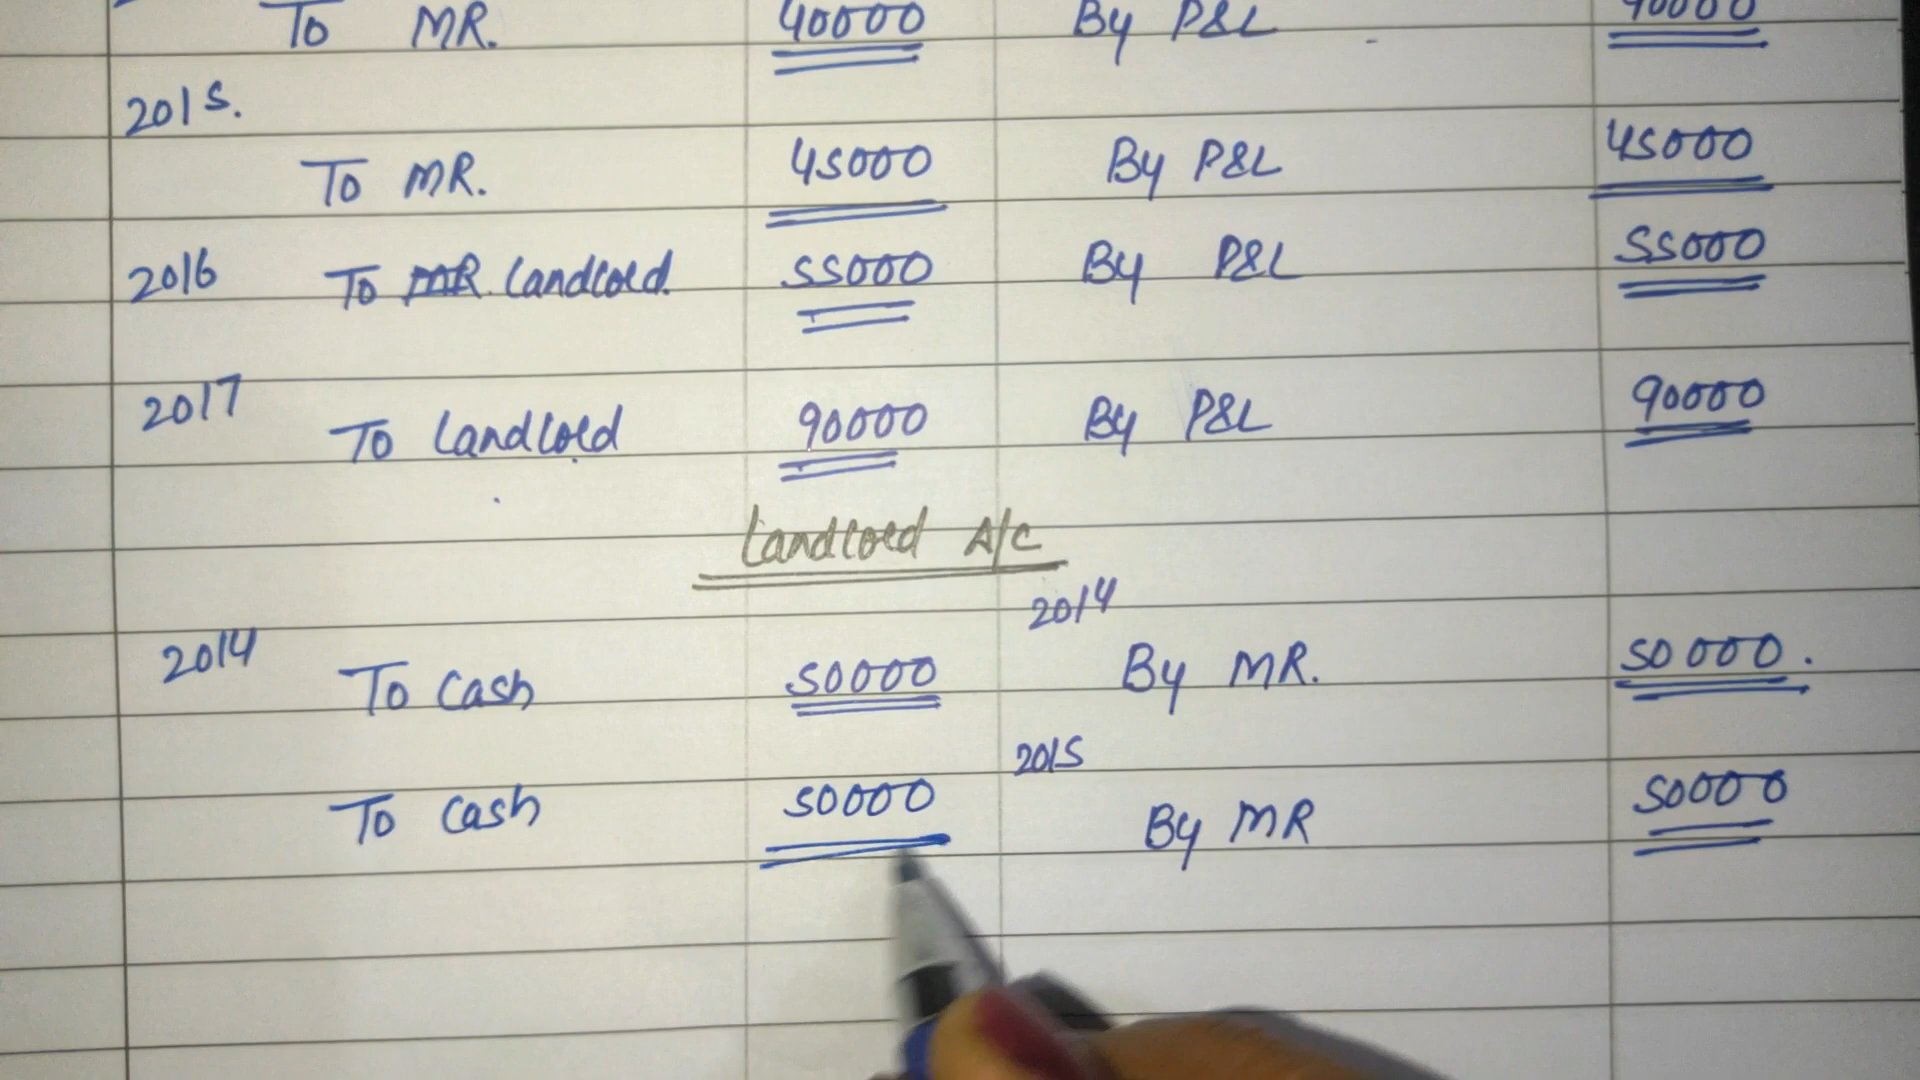 To MR. 40000 By P&L 40000
2015.
To MR. 45000 By P&L 45000
2016 To MR. Landlord. 55000 By P&L 55000
2017
To Landlord 90000 By P&L 90000
Landlord A/C
2014
2014 To Cash 50000 By MR. 50000.
2015
To Cash 50000 By MR 50000